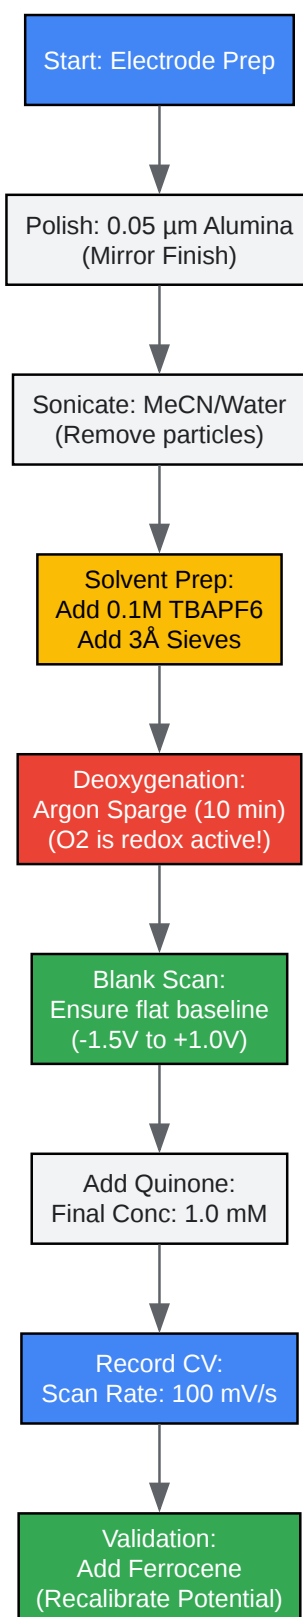 Start: Electrode Prep
Polish: 0.05 µm Alumina
(Mirror Finish)
Sonicate: MeCN/Water
(Remove particles)
Solvent Prep:
Add 0.1M TBAPF6
Add 3Å Sieves
Deoxygenation:
Argon Sparge (10 min)
(O2 is redox active!)
Blank Scan:
Ensure flat baseline
(-1.5V to +1.0V)
Add Quinone:
Final Conc: 1.0 mM
Record CV:
Scan Rate: 100 mV/s
Validation:
Add Ferrocene
(Recalibrate Potential)